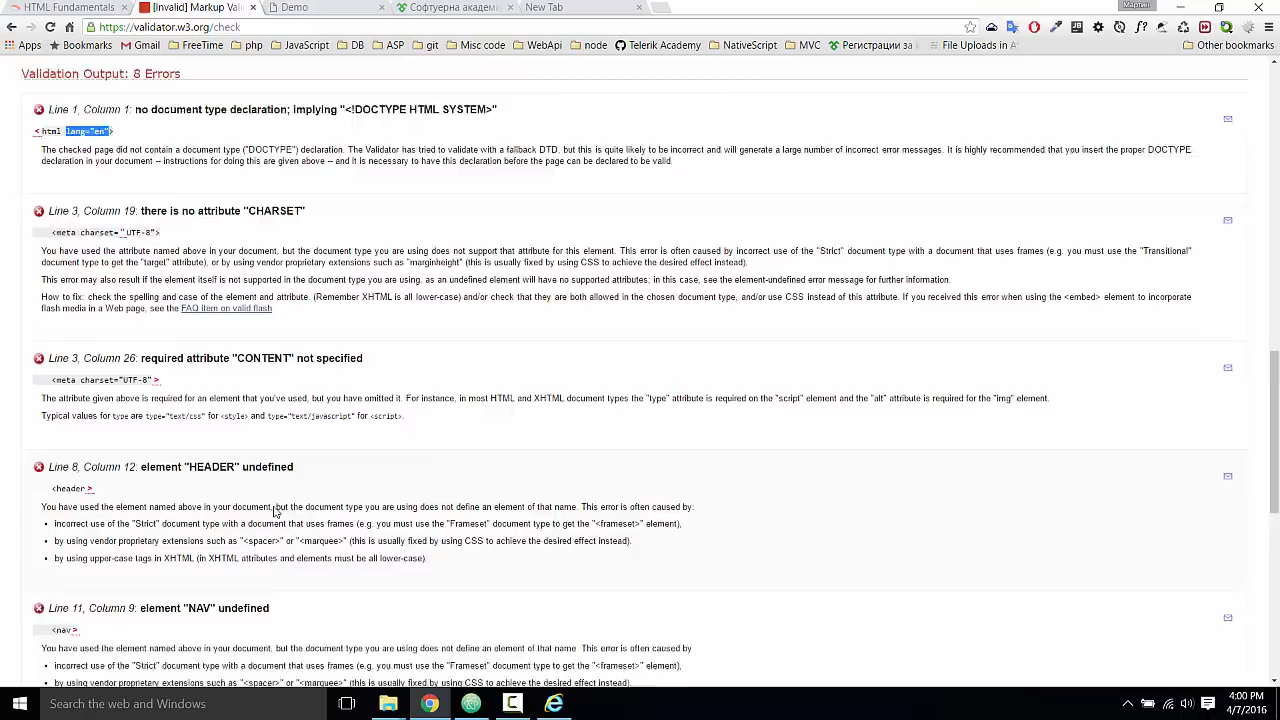 HTML Fundamentals
[Invalid] Markup Vali
Demo
Софтуерна академи
New Tab
Мартин
https://validator.w3.org/check
Apps
Bookmarks
Gmail
FreeTime
php
JavaScript
DB
ASP
git
Misc code
WebApi
node
Telerik Academy
NativeScript
MVC
Регистрации за
File Uploads in A
Other bookmarks
Validation Output: 8 Errors
Line 1, Column 1: no document type declaration; implying "<!DOCTYPE HTML SYSTEM>"
<html lang="en">
The checked page did not contain a document type ("DOCTYPE") declaration. The Validator has tried to validate with a fallback DTD, but this is quite likely to be incorrect and will generate a large number of incorrect error messages. It is highly recommended that you insert the proper DOCTYPE
declaration in your document -- instructions for doing this are given above -- and it is necessary to have this declaration before the page can be declared to be valid.
Line 3, Column 19: there is no attribute "CHARSET"
<meta charset="UTF-8">
You have used the attribute named above in your document, but the document type you are using does not support that attribute for this element. This error is often caused by incorrect use of the "Strict" document type with a document that uses frames (e.g. you must use the "Transitional"
document type to get the "target" attribute), or by using vendor proprietary extensions such as "marginheight" (this is usually fixed by using CSS to achieve the desired effect instead).
This error may also result if the element itself is not supported in the document type you are using, as an undefined element will have no supported attributes; in this case, see the element-undefined error message for further information.
How to fix: check the spelling and case of the element and attribute, (Remember XHTML is all lower-case) and/or check that they are both allowed in the chosen document type, and/or use CSS instead of this attribute. If you received this error when using the <embed> element to incorporate
flash media in a Web page, see the FAQ item on valid flash
Line 3, Column 26: required attribute "CONTENT" not specified
<meta charset="UTF-8">
The attribute given above is required for an element that you've used, but you have omitted it. For instance, in most HTML and XHTML document types the "type" attribute is required on the "script" element and the "alt" attribute is required for the "img" element.
Typical values for type are type="text/css" for <style> and type="text/javascript" for <script>.
Line 8, Column 12: element "HEADER" undefined
<header>
You have used the element named above in your document, but the document type you are using does not define an element of that name. This error is often caused by:
• incorrect use of the "Strict" document type with a document that uses frames (e.g. you must use the "Frameset" document type to get the "<frameset>" element),
• by using vendor proprietary extensions such as "<spacer>" or "<marquee>" (this is usually fixed by using CSS to achieve the desired effect instead).
• by using upper-case tags in XHTML (in XHTML attributes and elements must be all lower-case).
Line 11, Column 9: element "NAV" undefined
<nav>
You have used the element named above in your document, but the document type you are using does not define an element of that name. This error is often caused by
• incorrect use of the "Strict" document type with a document that uses frames (e.g. you must use the "Frameset" document type to get the "<frameset>" element),
• by using vendor proprietary extensions such as "<spacer>" or "<marquee>" (this is usually fixed by using CSS to achieve the desired effect instead).
Search the web and Windows
4:00 PM
4/7/2016